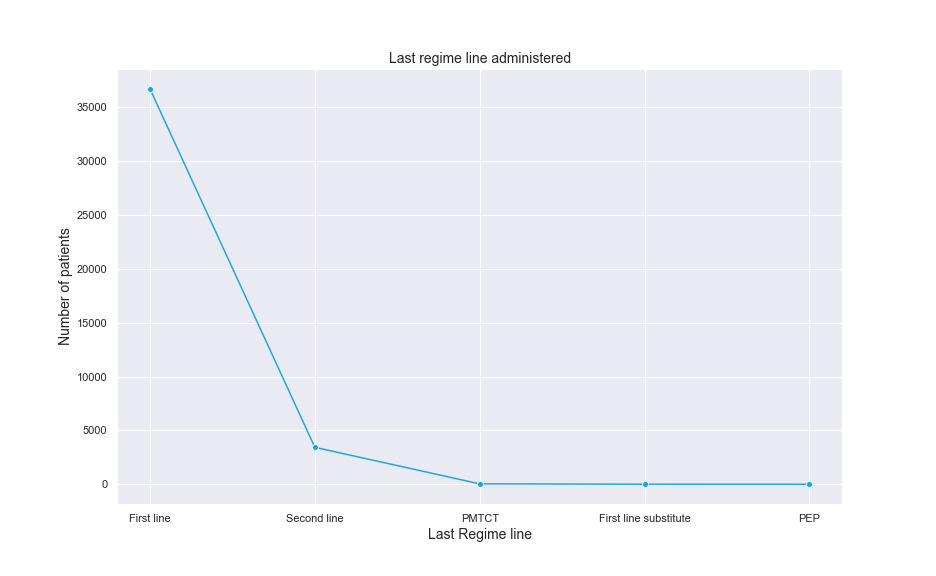 Last regime line administered
35000
30000
25000
20000
15000
10000
5000
0
Number of patients
First line
Second line
PMTCT
First line substitute
PEP
Last Regime line